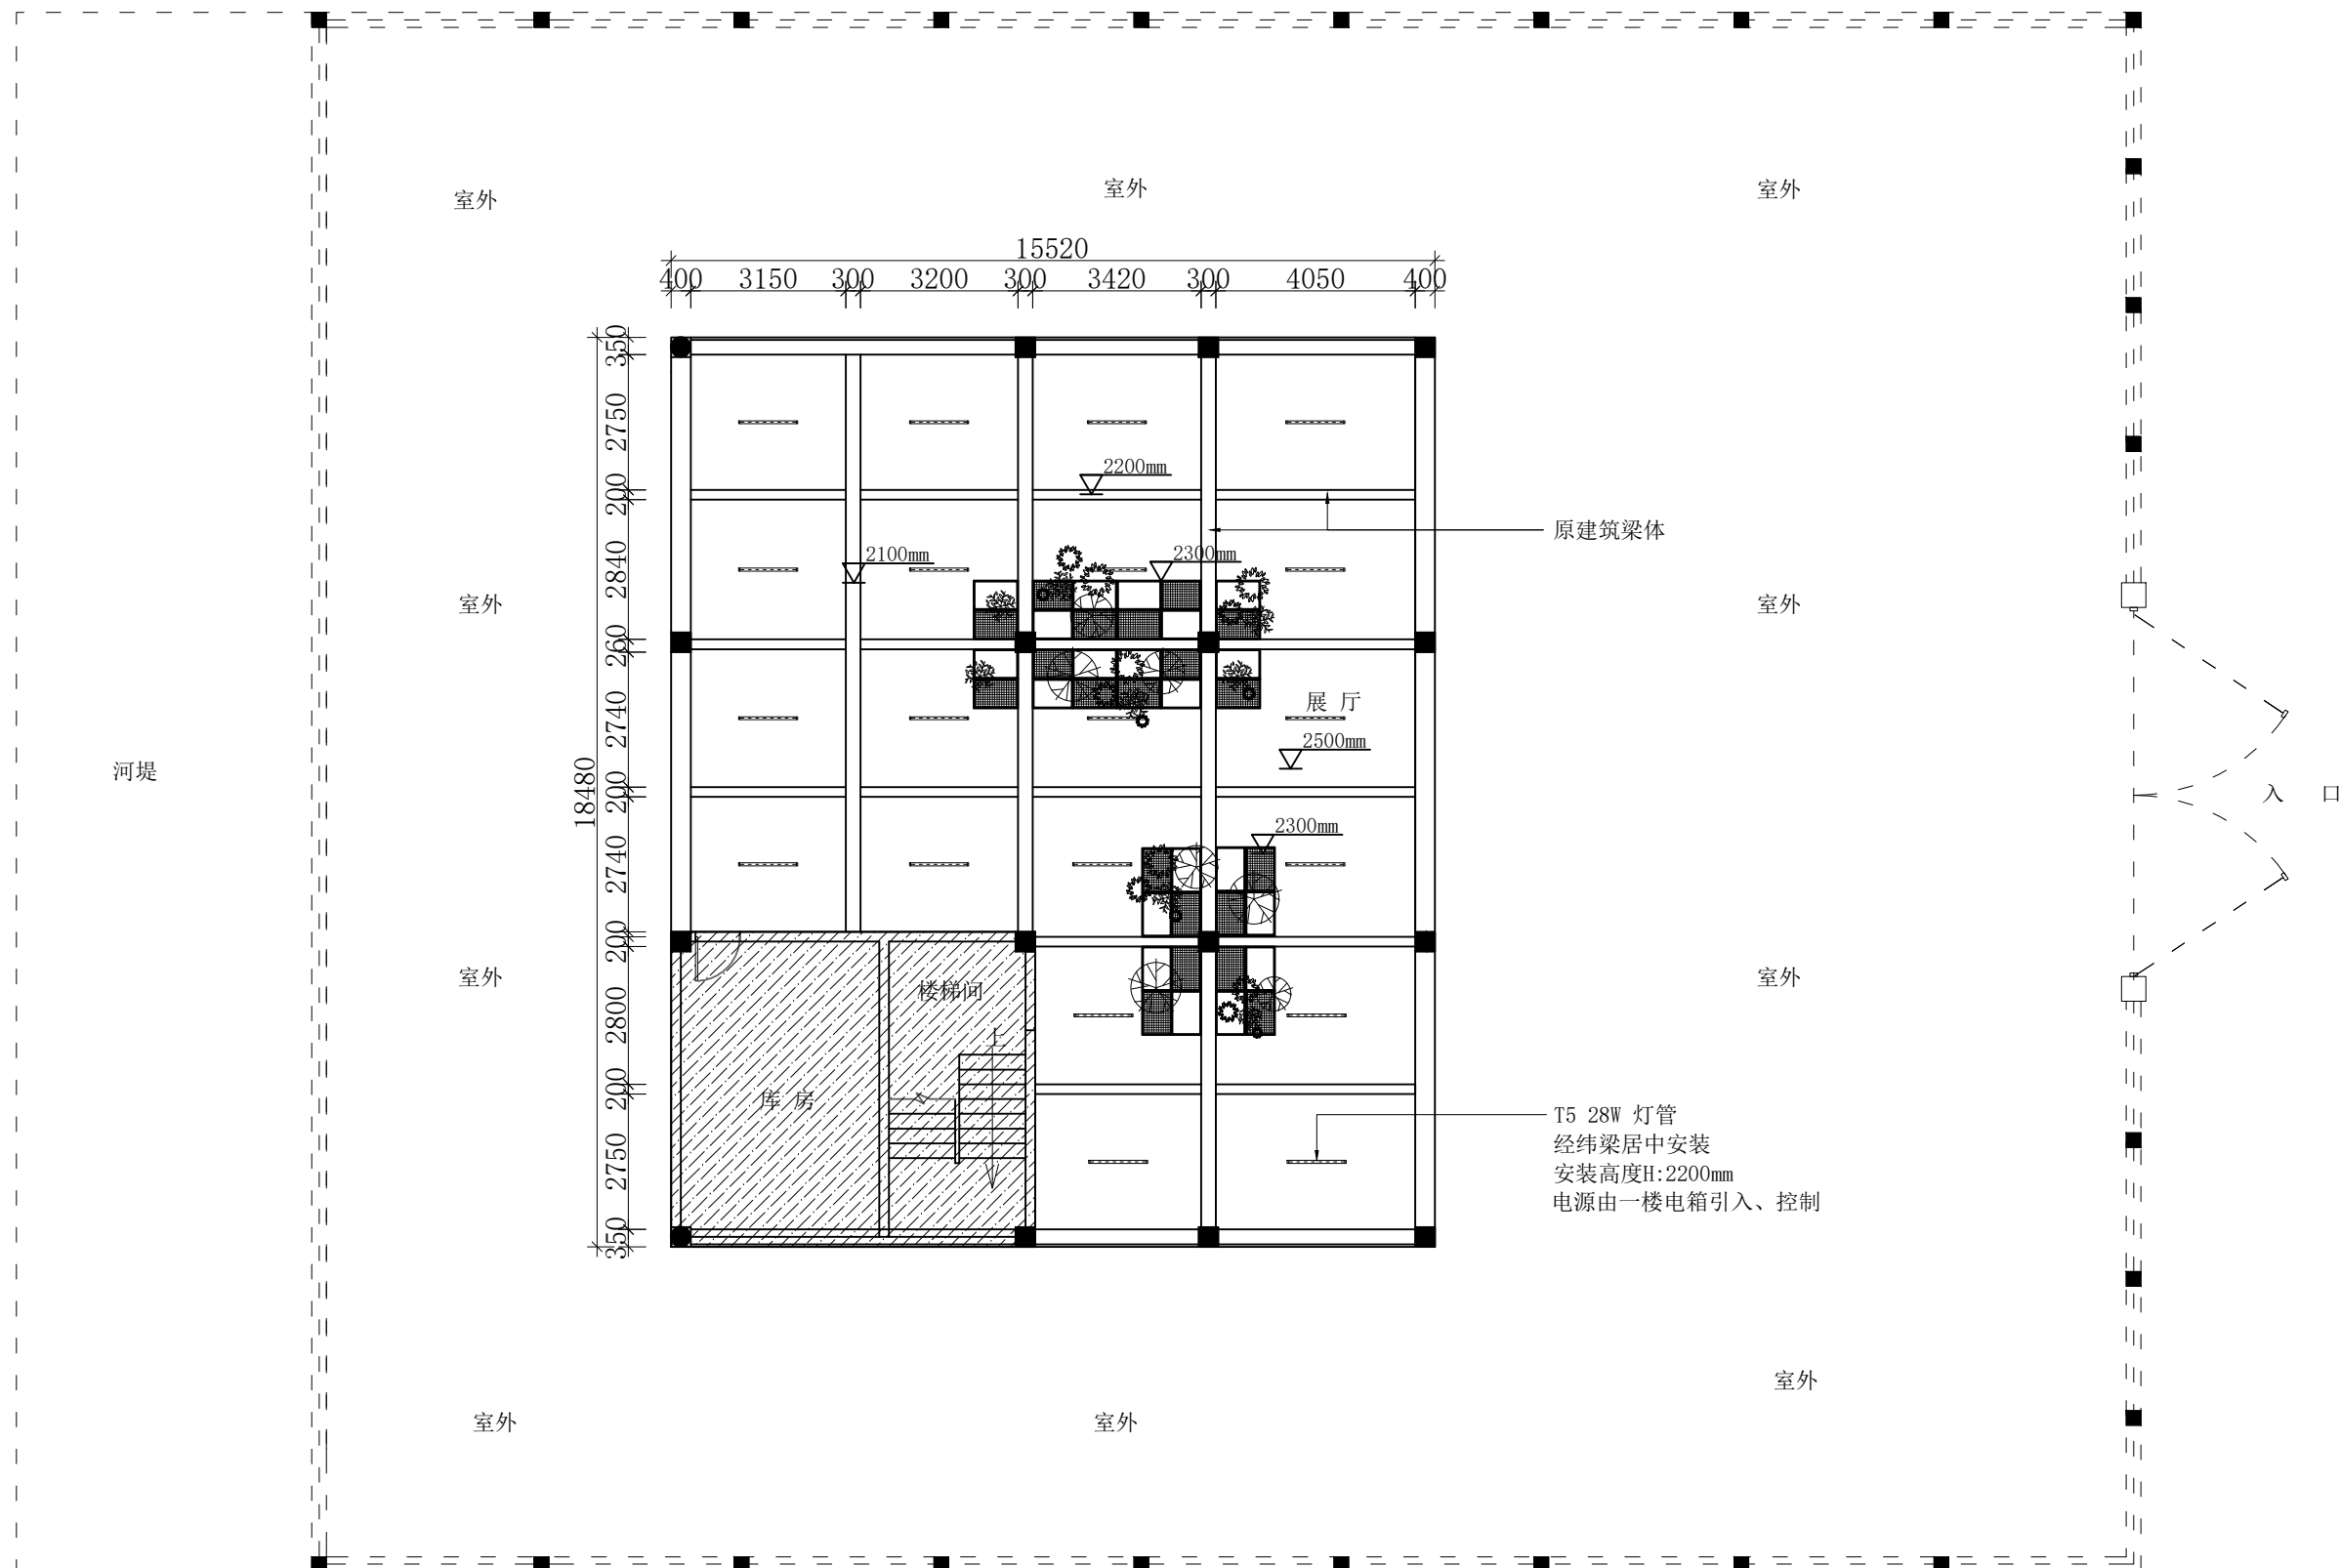 室外
室外
室外
15520
400 3150 300 3200 300 3420 300 4050 400
350
2750
200
2840
260
2740
200
2740
200
2800
200
2750
350
18480
2200mm
原建筑梁体
2100mm
2300mm
室外
室外
展 厅
2500mm
河堤
入 口
2300mm
室外
楼梯间
室外
上
库 房
T5 28W 灯管
经纬梁居中安装
安装高度H:2200mm
电源由一楼电箱引入、控制
室外
室外
室外